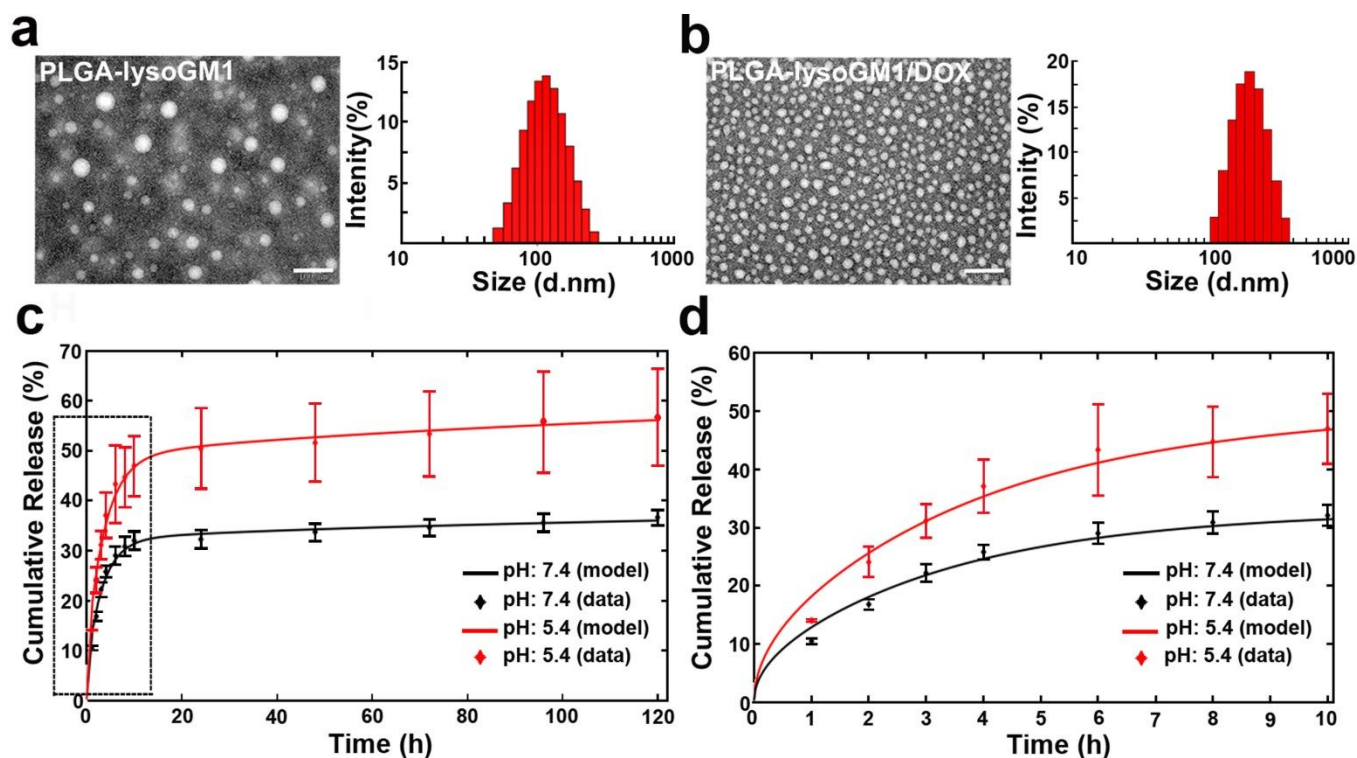 a
PLGA-lysoGM1
15
10
5
Intenity(%)
10
100
1000
Size (d.nm)
b
PLGA-lysoGM1/DOX
20
15
10
5
Intenity (%)
10
100
1000
Size (d.nm)
c
70
60
50
40
30
20
10
0
Cumulative Release (%)
0 20 40 60 80 100 120
Time (h)
pH: 7.4 (model)
pH: 7.4 (data)
pH: 5.4 (model)
pH: 5.4 (data)
d
60
50
40
30
20
10
0
Cumulative Release (%)
0 1 2 3 4 5 6 7 8 9 10
Time (h)
pH: 7.4 (model)
pH: 7.4 (data)
pH: 5.4 (model)
pH: 5.4 (data)